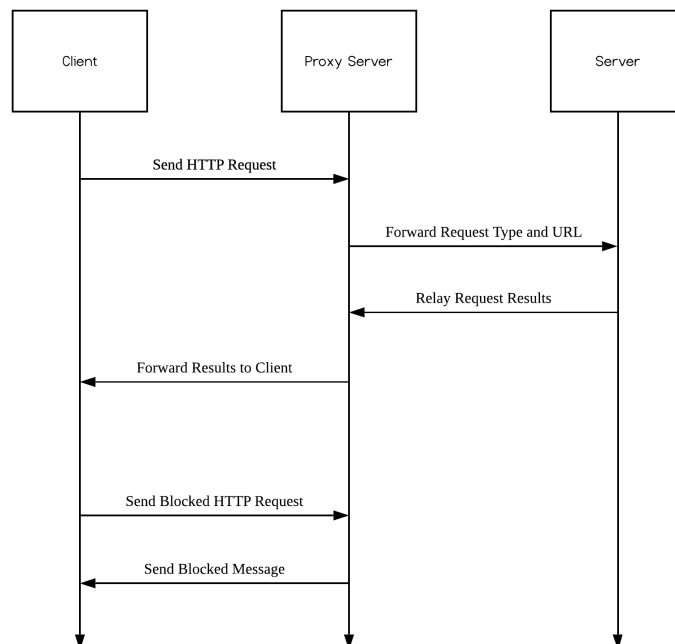 Client
Proxy Server
Server
Send HTTP Request
Forward Request Type and URL
Relay Request Results
Forward Results to Client
Send Blocked HTTP Request
Send Blocked Message